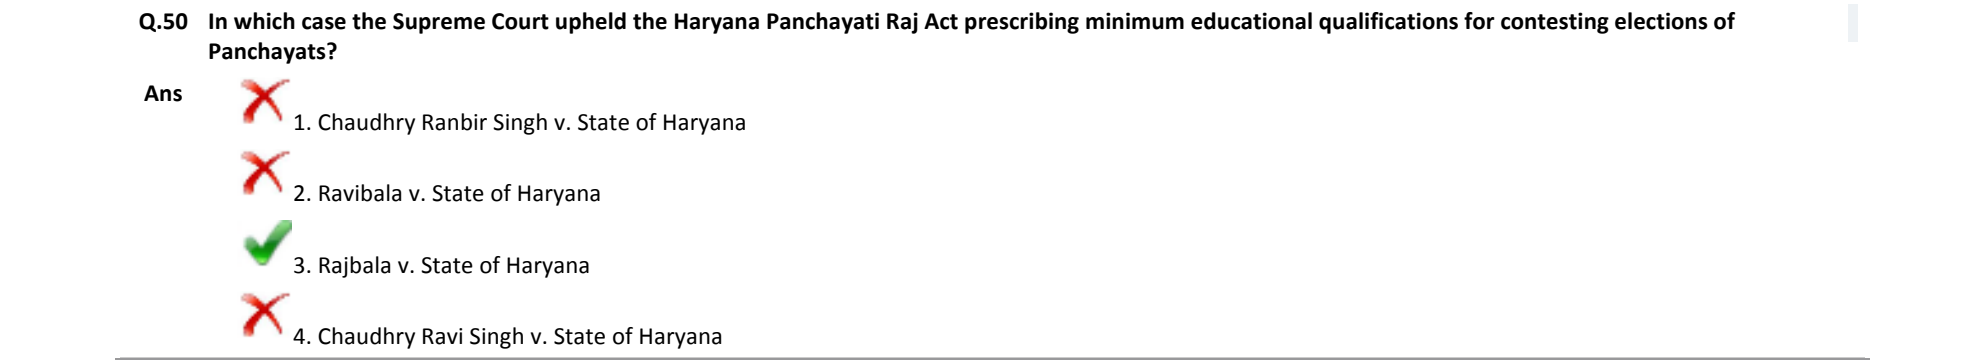 Q.50 In which case the Supreme Court upheld the Haryana Panchayati Raj Act prescribing minimum educational qualifications for contesting elections of
Panchayats?
Ans
1. Chaudhry Ranbir Singh v. State of Haryana
2. Ravibala v. State of Haryana
3. Rajbala v. State of Haryana
4. Chaudhry Ravi Singh v. State of Haryana